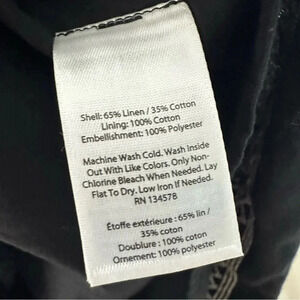 Shell: 65% Linen / 35% Cotton
Lining: 100% Cotton
Embellishment: 100% Polyester
Machine Wash Cold. Wash Inside
Out With Like Colors. Only Non-
Chlorine Bleach When Needed. Lay
Flat To Dry. Low Iron If Needed.
RN 134578
Étoffe extérieure : 65% lin /
35% coton
Doublure : 100% coton
Ornement: 100% polyester